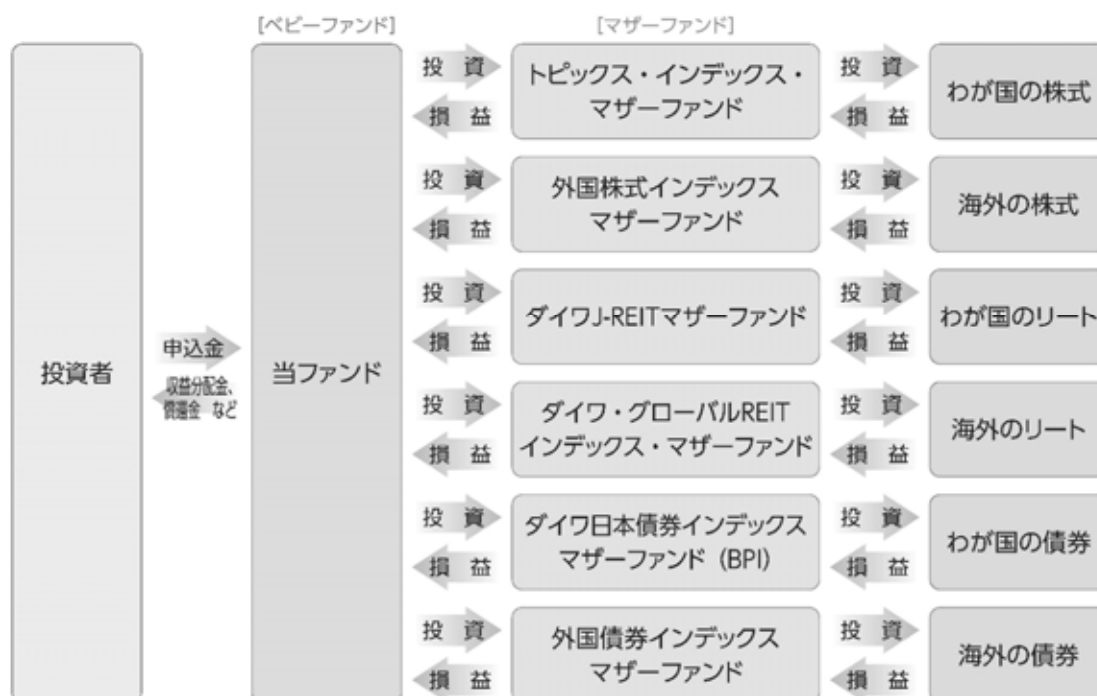 [ベビーファンド]
[マザーファンド]
投資者
申込金
収益分配金、
償還金 など
当ファンド
投 資
損 益
トピックス・インデックス・
マザーファンド
投 資
損 益
わが国の株式
投 資
損 益
外国株式インデックス
マザーファンド
投 資
損 益
海外の株式
投 資
損 益
ダイワJ-REITマザーファンド
投 資
損 益
わが国のリート
投 資
損 益
ダイワ・グローバルREIT
インデックス・マザーファンド
投 資
損 益
海外のリート
投 資
損 益
ダイワ日本債券インデックス
マザーファンド（BPI）
投 資
損 益
わが国の債券
投 資
損 益
外国債券インデックス
マザーファンド
投 資
損 益
海外の債券